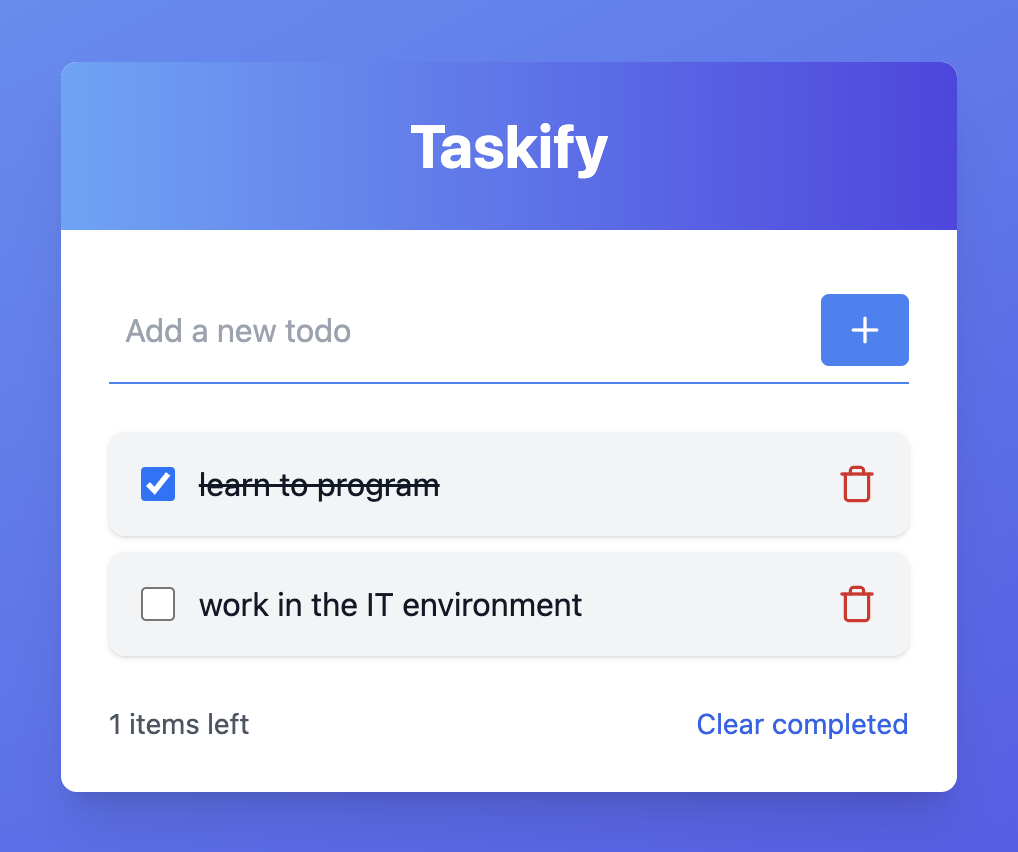 Taskify
Add a new todo
learn to program
work in the IT environment
1 items left
Clear completed